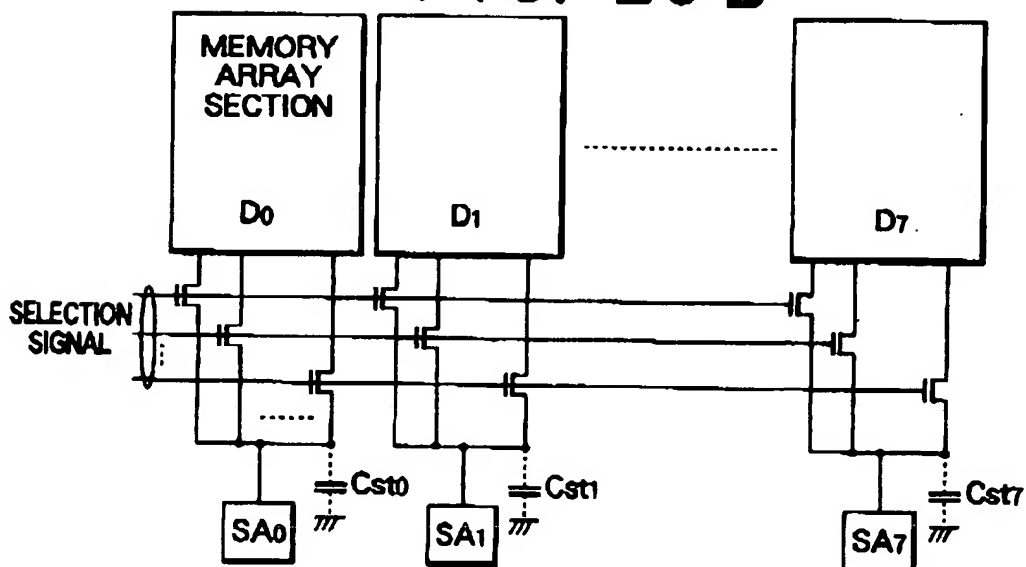 MEMORY
ARRAY
SECTION
D0
D1
D7
SELECTION
SIGNAL
Cst0
Cst1
Cst7
SA0
SA1
SA7